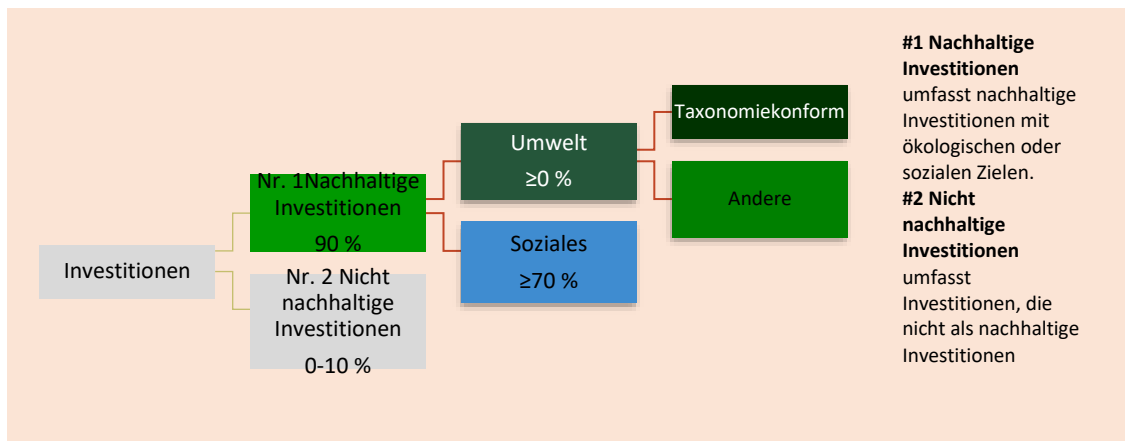 Investitionen
Nr. 1Nachhaltige
Investitionen
90 %
Nr. 2 Nicht
nachhaltige
Investitionen
0-10 %
Umwelt
≥0 %
Soziales
≥70 %
Taxonomiekonform
Andere
#1 Nachhaltige
Investitionen
umfasst nachhaltige
Investitionen mit
ökologischen oder
sozialen Zielen.
#2 Nicht
nachhaltige
Investitionen
umfasst
Investitionen, die
nicht als nachhaltige
Investitionen